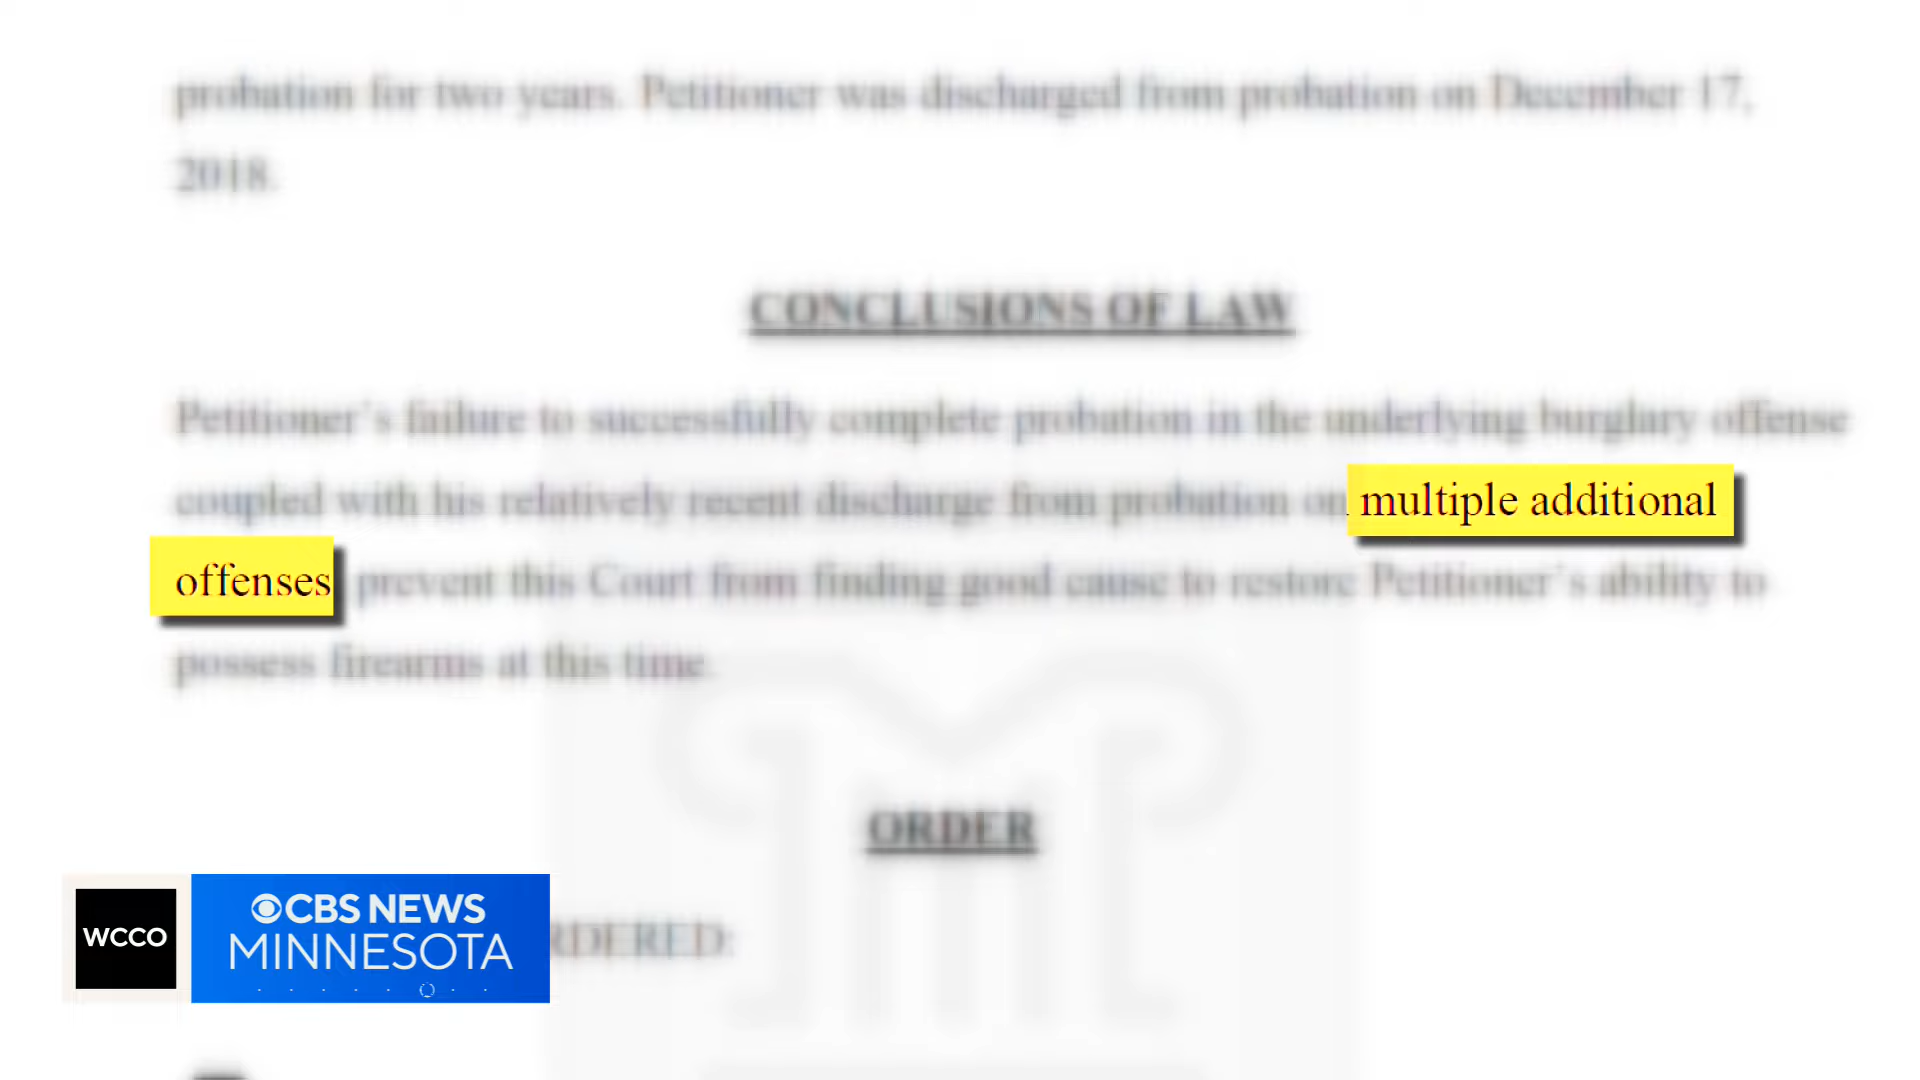 probation for two years. Petitioner was discharged from probation on December 17,
2018.
CONCLUSIONS OF LAW
Petitioner's failure to successfully complete probation in the underlying burglary offense
coupled with his relatively recent discharge from probation on multiple additional
offenses prevent this Court from finding good cause to restore Petitioner's ability to
possess firearms at this time.
ORDER
RDERED:
WCCO
CBS NEWS
MINNESOTA